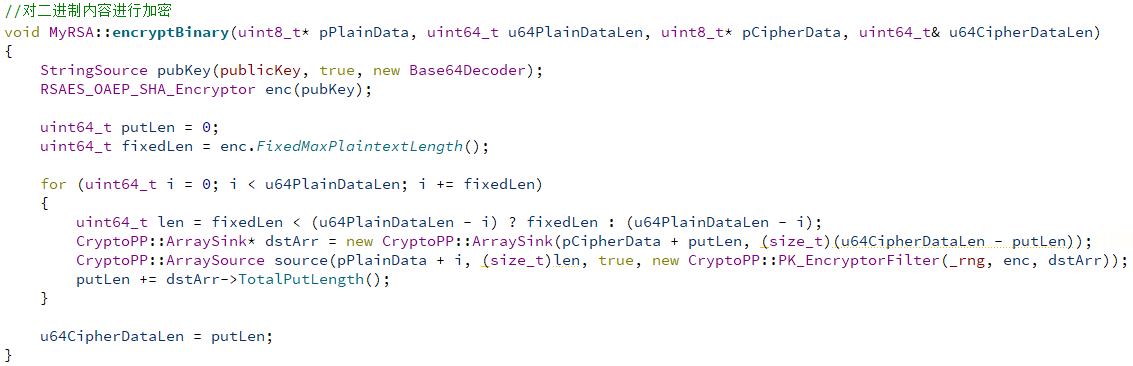 //对二进制内容进行加密
void MyRSA::encryptBinary(uint8_t* pPlainData, uint64_t u64PlainDataLen, uint8_t* pCipherData, uint64_t& u64CipherDataLen)
{
    StringSource pubKey(publicKey, true, new Base64Decoder);
    RSAES_OAEP_SHA_Encryptor enc(pubKey);

    uint64_t putLen = 0;
    uint64_t fixedLen = enc.FixedMaxPlaintextLength();

    for (uint64_t i = 0; i < u64PlainDataLen; i += fixedLen)
    {
        uint64_t len = fixedLen < (u64PlainDataLen - i) ? fixedLen : (u64PlainDataLen - i);
        CryptoPP::ArraySink* dstArr = new CryptoPP::ArraySink(pCipherData + putLen, (size_t)(u64CipherDataLen - putLen));
        CryptoPP::ArraySource source(pPlainData + i, (size_t)len, true, new CryptoPP::PK_EncryptorFilter(_rng, enc, dstArr));
        putLen += dstArr->TotalPutLength();
    }

    u64CipherDataLen = putLen;
}